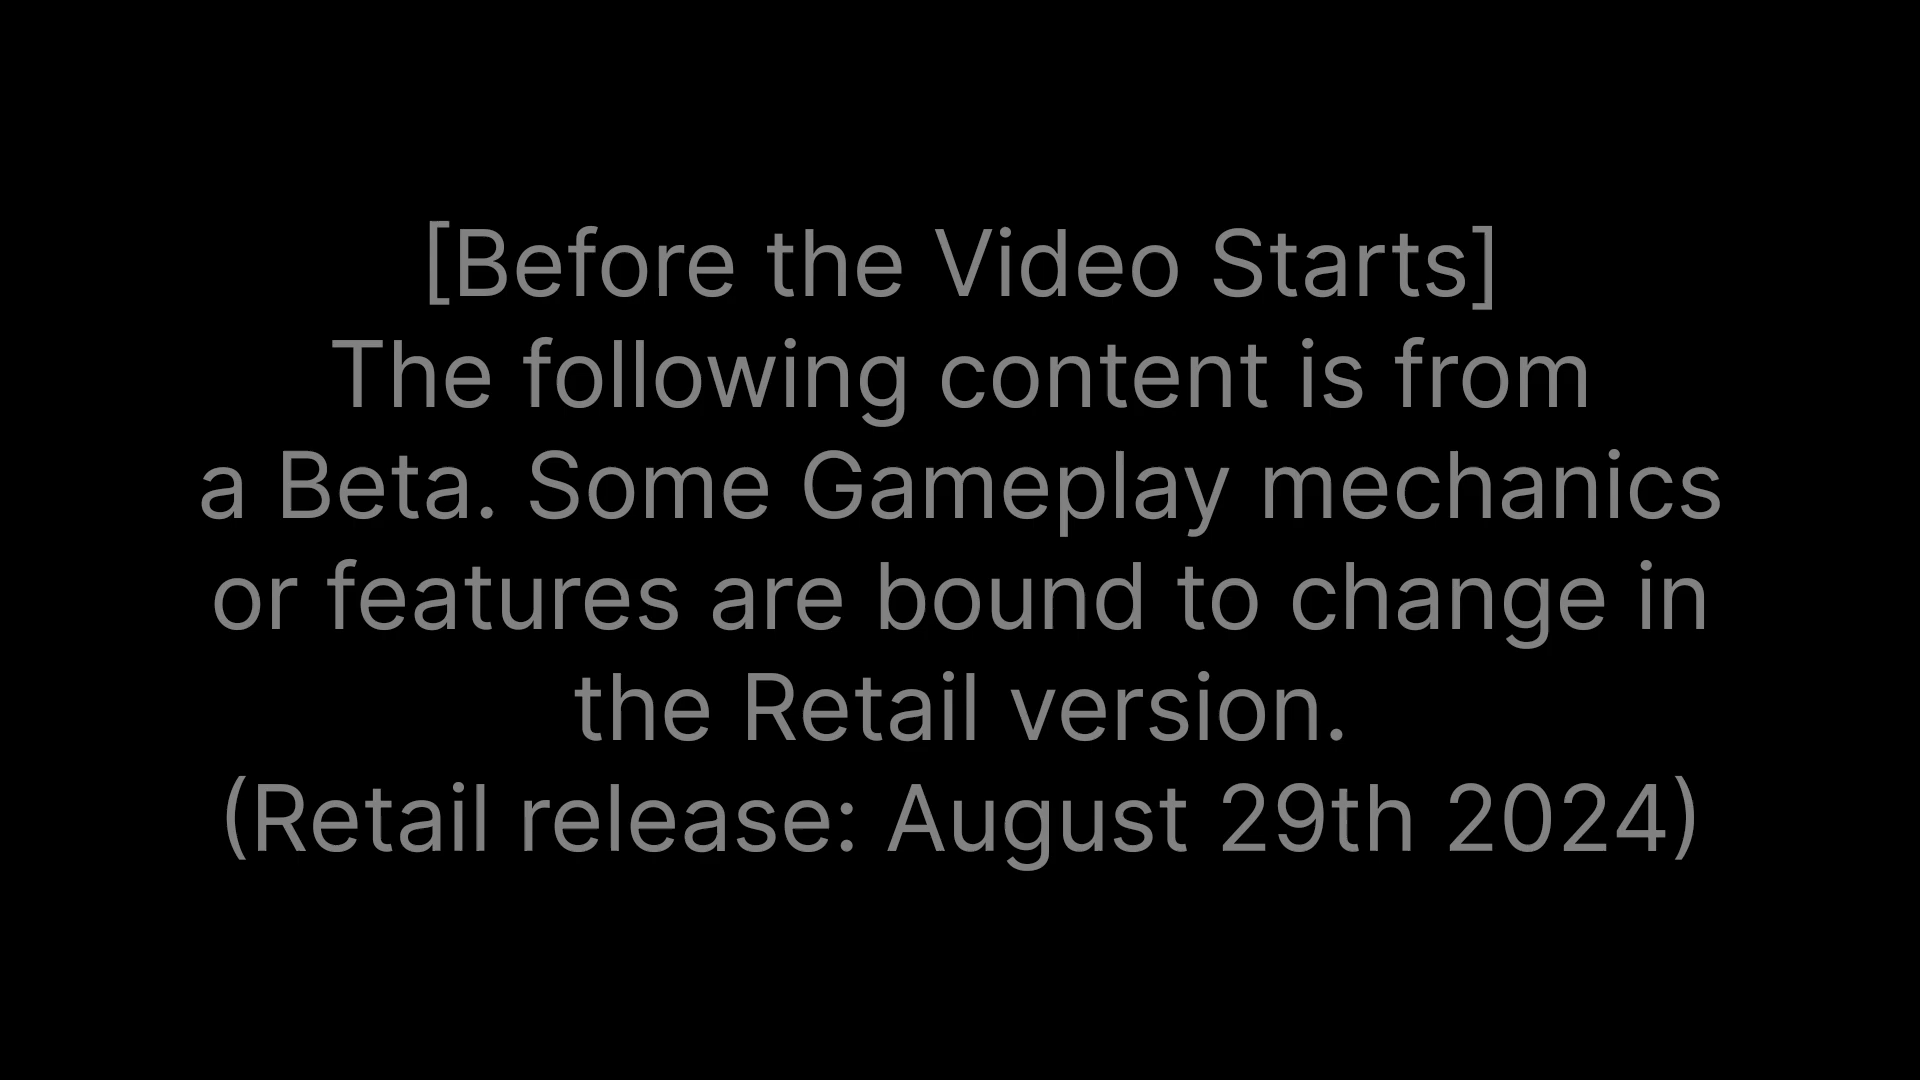 [Before the Video Starts]
The following content is from
a Beta. Some Gameplay mechanics
or features are bound to change in
the Retail version.
(Retail release: August 29th 2024)